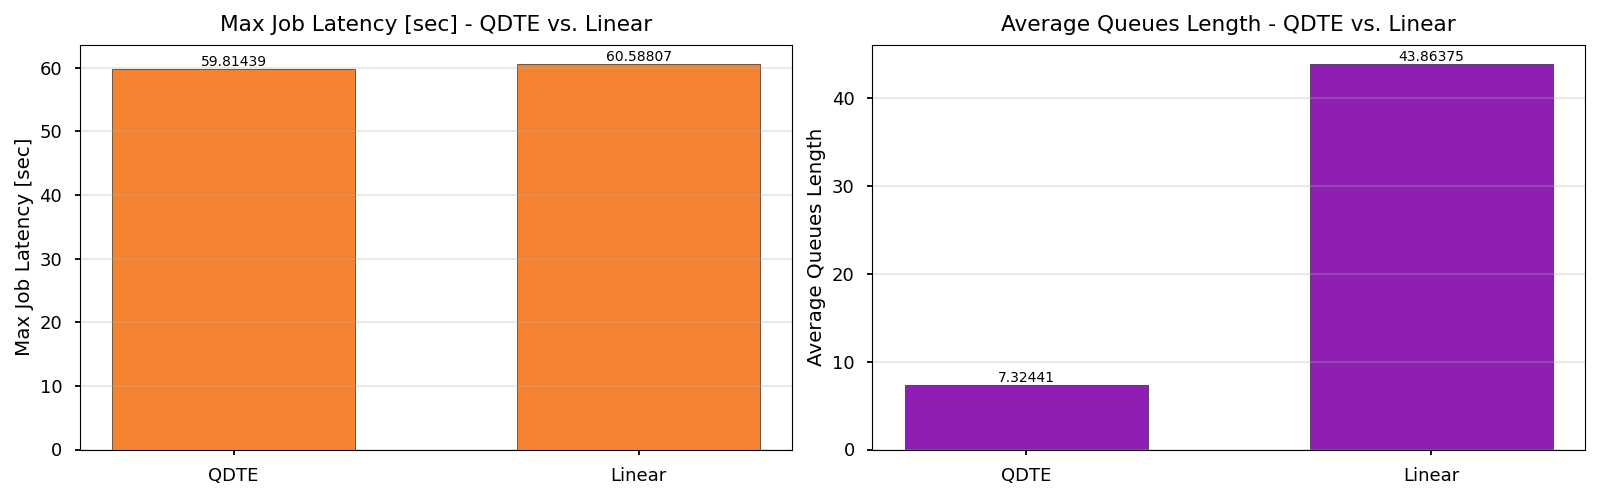 Max Job Latency [sec] - QDTE vs. Linear
Max Job Latency [sec]
60
50
40
30
20
10
0
59.81439
60.58807
QDTE
Linear
Average Queues Length - QDTE vs. Linear
Average Queues Length
40
30
20
10
0
7.32441
43.86375
QDTE
Linear